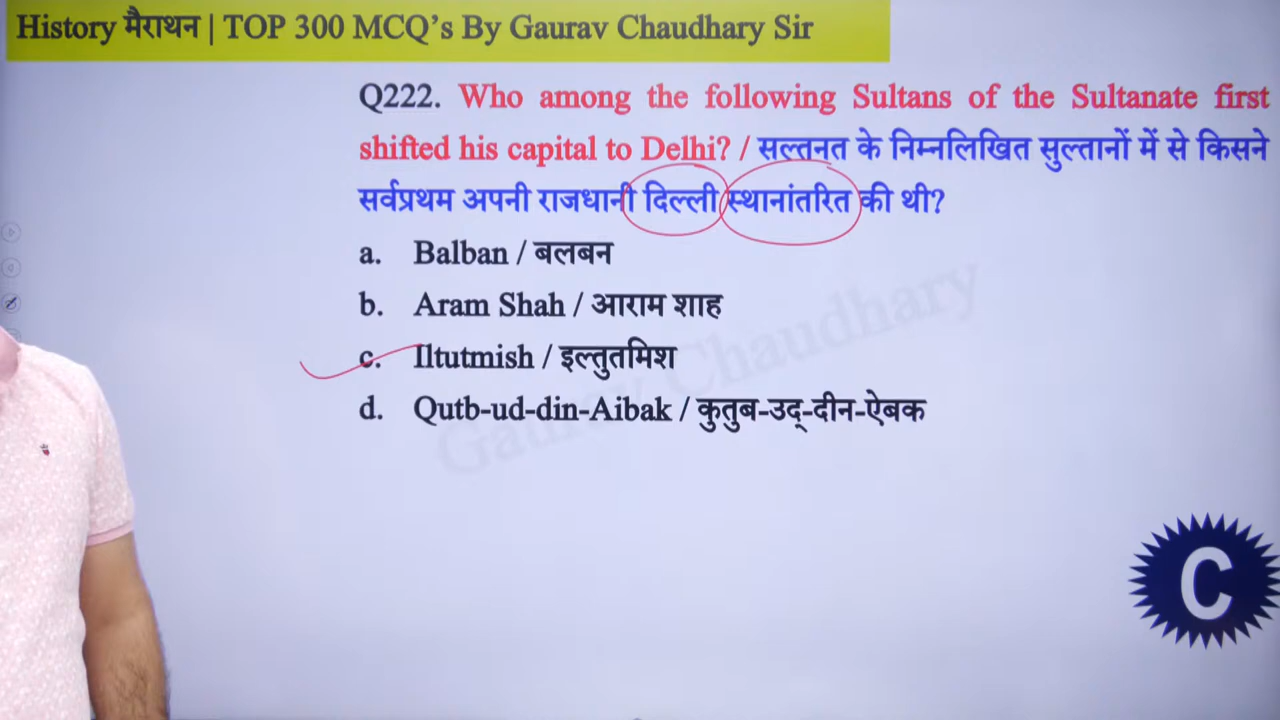 History मैराथन | TOP 300 MCQ’s By Gaurav Chaudhary Sir
Q222. Who among the following Sultans of the Sultanate first
shifted his capital to Delhi? / सल्तनत के निम्नलिखित सुल्तानों में से किसने
सर्वप्रथम अपनी राजधानी दिल्ली स्थानांतरित की थी?
a. Balban / बलबन
b. Aram Shah / आराम शाह
c. Iltutmish / इल्तुतमिश
d. Qutb-ud-din-Aibak / कुतुब-उद्-दीन-ऐबक
Gaurav Chaudhary
C